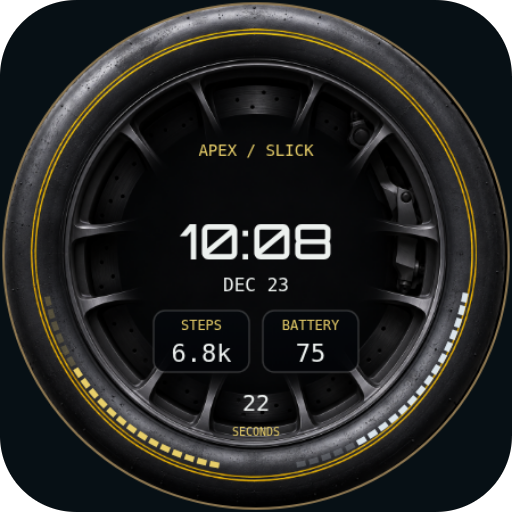 APEX / SLICK
10:08
DEC 23
STEPS BATTERY
6.8k 75
22
SECONDS